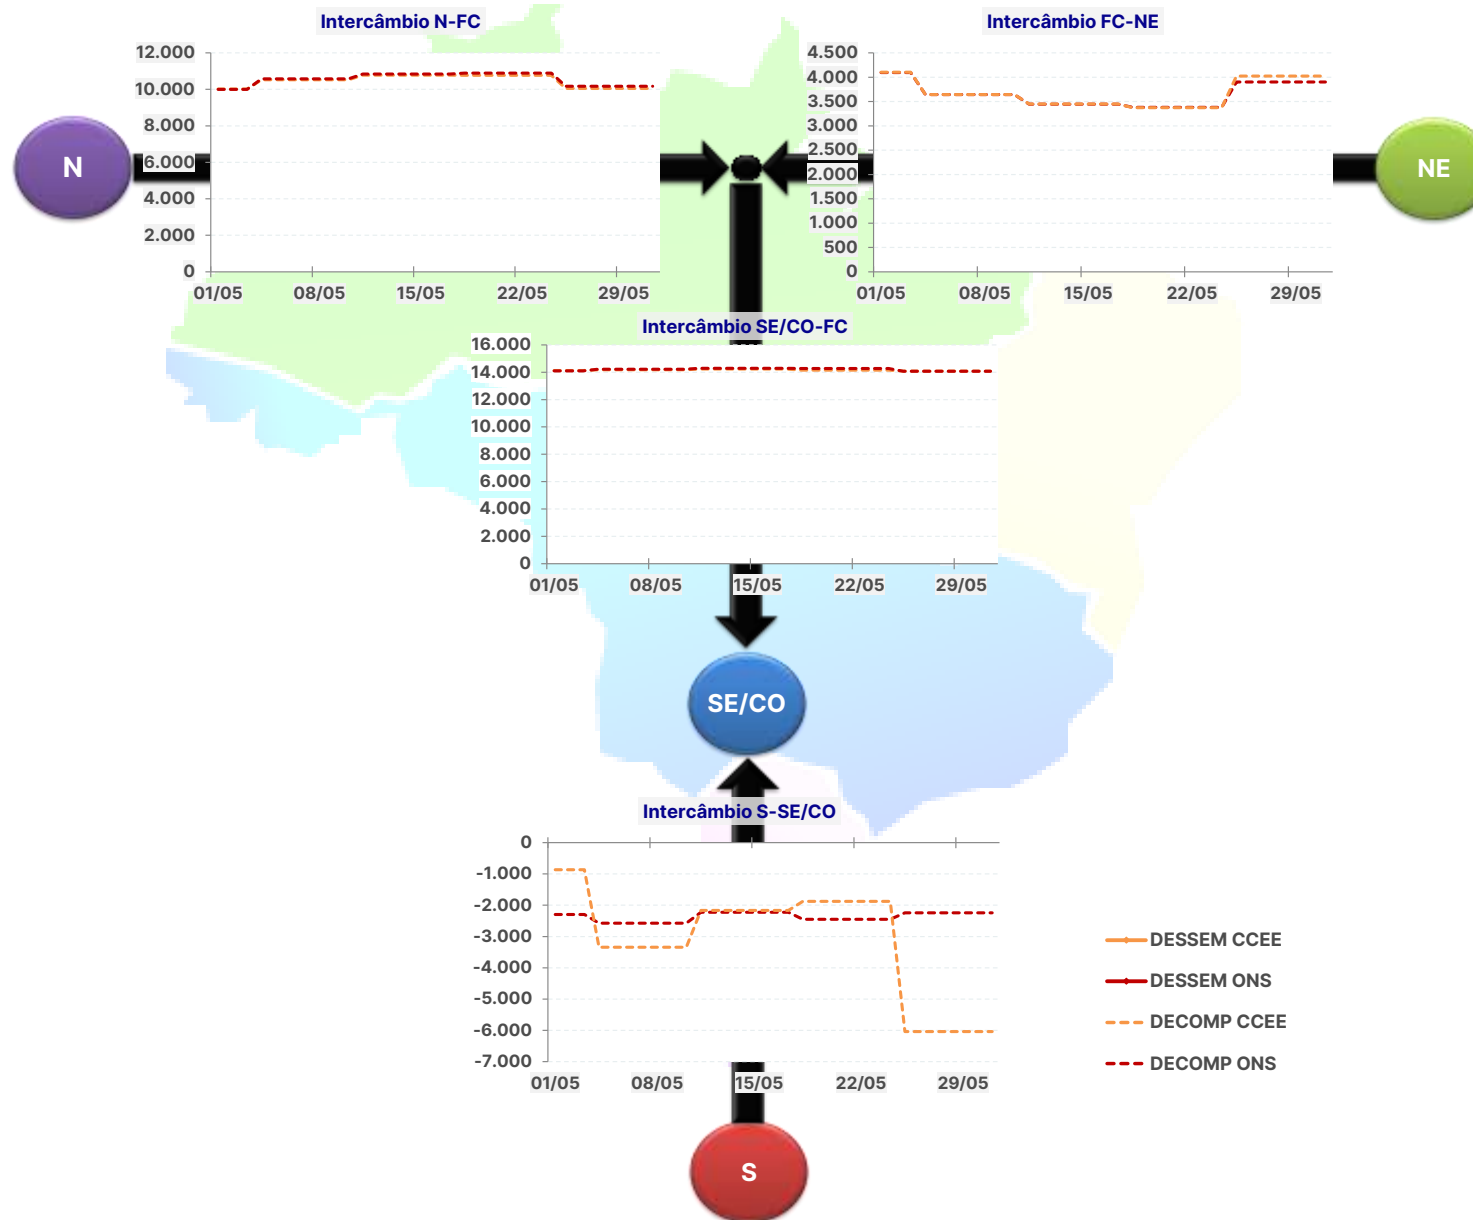 Intercâmbio N-FC
12.000
10.000
8.000
6.000
4.000
2.000
0
01/05 08/05 15/05 22/05 29/05
Intercâmbio FC-NE
4.500
4.000
3.500
3.000
2.500
2.000
1.500
1.000
500
0
01/05 08/05 15/05 22/05 29/05
N
NE
Intercâmbio SE/CO-FC
16.000
14.000
12.000
10.000
8.000
6.000
4.000
2.000
0
01/05 08/05 15/05 22/05 29/05
SE/CO
Intercâmbio S-SE/CO
0
-1.000
-2.000
-3.000
-4.000
-5.000
-6.000
-7.000
01/05 08/05 15/05 22/05 29/05
DESSEM CCEE
DESSEM ONS
DECOMP CCEE
DECOMP ONS
S